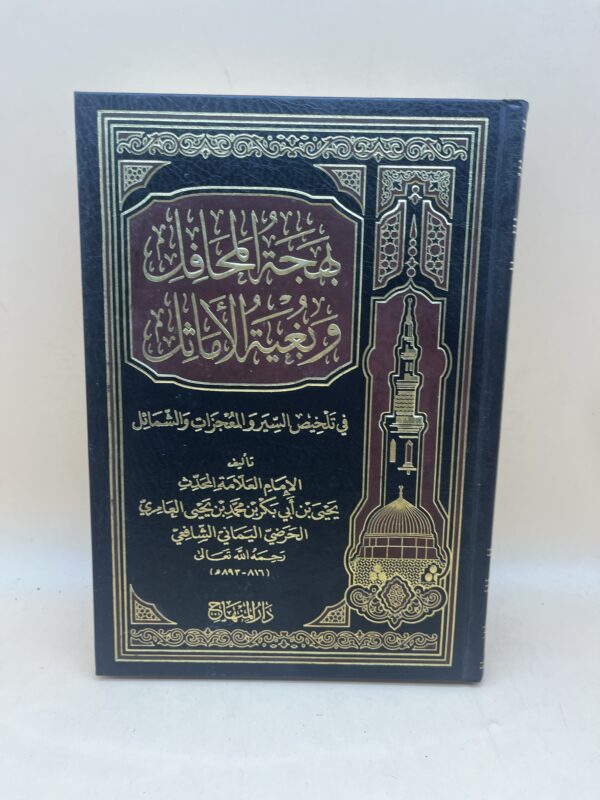 بهجة المحافل
وبغية الأماثل
في تلخيص السير والمعجزات والشمائل
تأليف
الإمام العلامة المحدث
يحيى بن أبي بكر بن محمد بن يحيى العامري
الحرضي اليماني الشافعي
رحمه الله تعالى
(٨١٦-٨٩٣هـ)
دار المنهاج